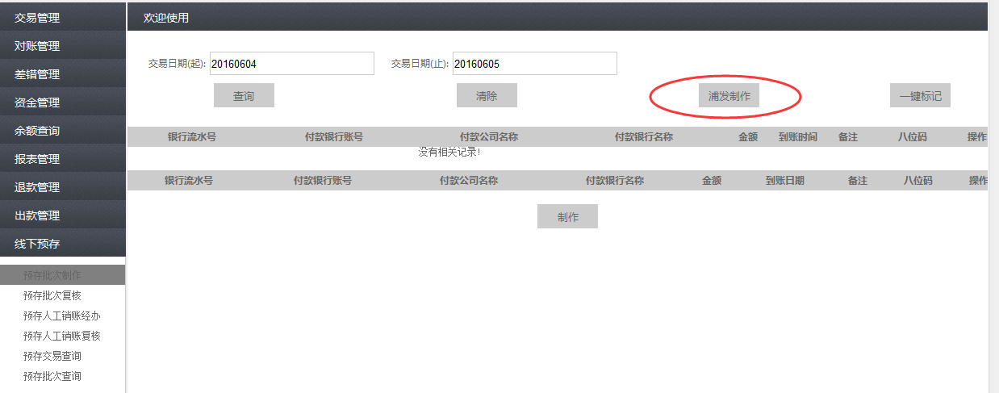 交易管理
对账管理
差错管理
资金管理
余额查询
报表管理
退款管理
出款管理
线下预存
预存批次制作
预存批次复核
预存人工销账经办
预存人工销账复核
预存交易查询
预存批次查询
欢迎使用
交易日期(起): 20160604 交易日期(止): 20160605
查询 清除 浦发制作 一键标记
银行流水号 付款银行账号 付款公司名称 付款银行名称 金额 到账时间 备注 八位码 操作
没有相关记录!
银行流水号 付款银行账号 付款公司名称 付款银行名称 金额 到账日期 备注 八位码 操作
制作